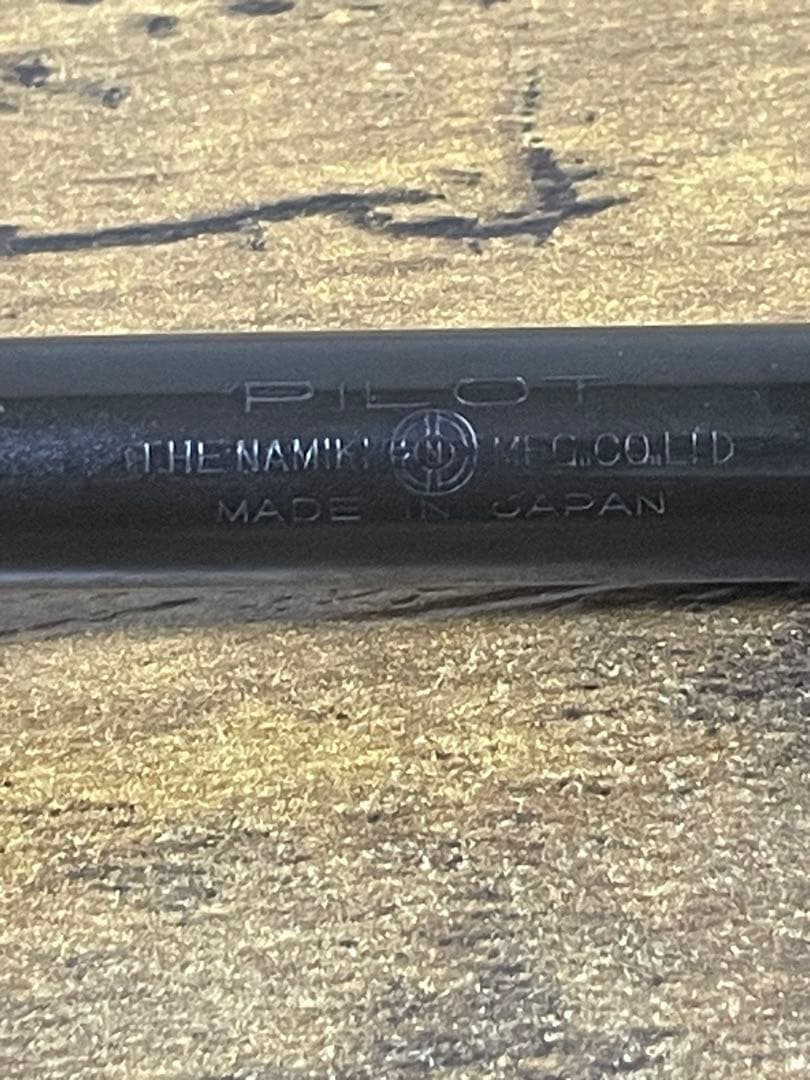 "PILOT"
THE NAMIKI N MFG.CO.LTD
MADE IN JAPAN